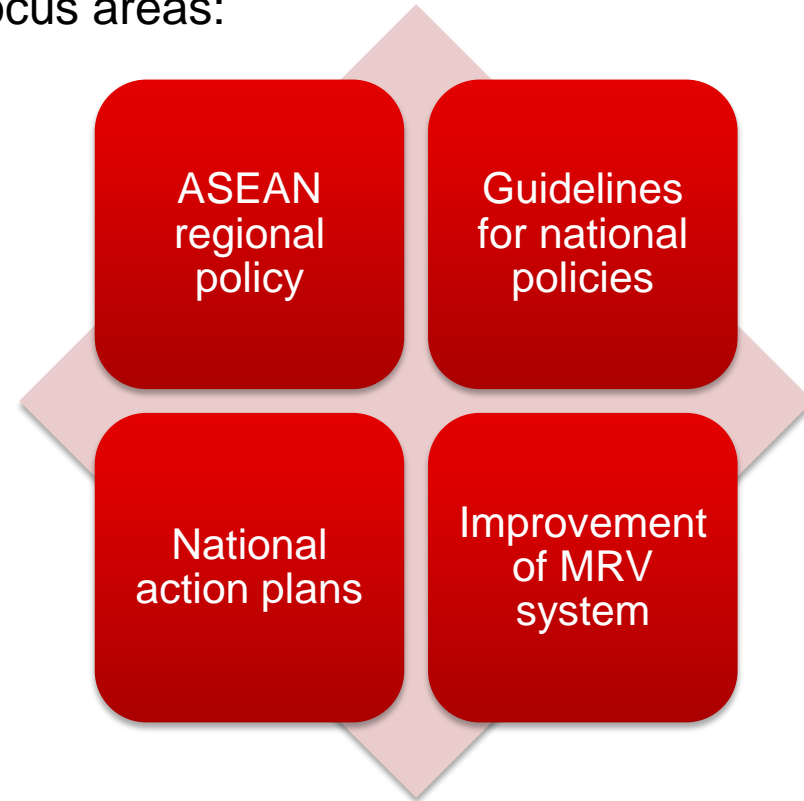 ocus areas:
ASEAN
regional
policy
Guidelines
for national
policies
National
action plans
Improvement
of MRV
system